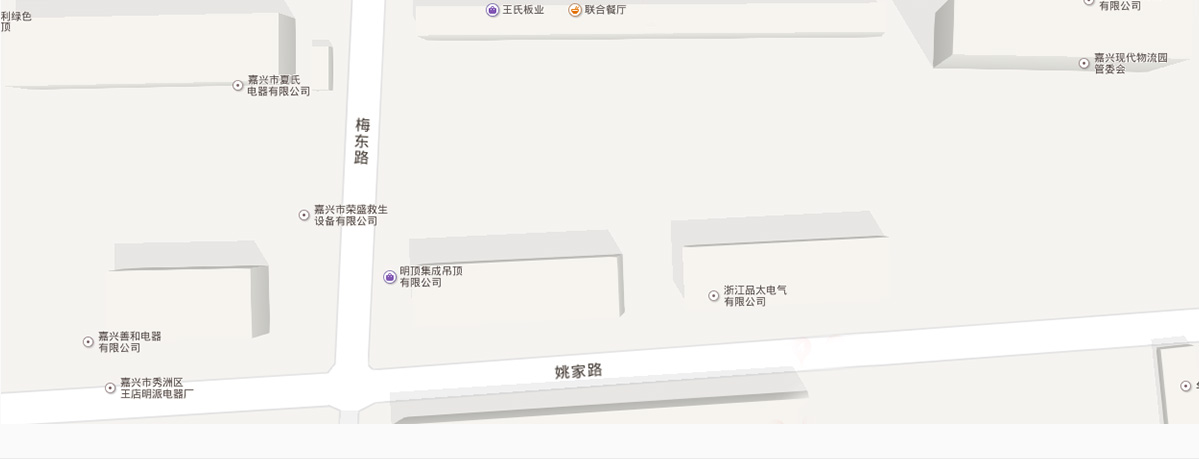 利绿色
顶
王氏板业
联合餐厅
有限公司
嘉兴现代物流园
管委会
嘉兴市夏氏
电器有限公司
梅东路
嘉兴市荣盛救生
设备有限公司
明顶集成吊顶
有限公司
浙江品太电气
有限公司
嘉兴善和电器
有限公司
姚家路
嘉兴市秀洲区
王店明派电器厂